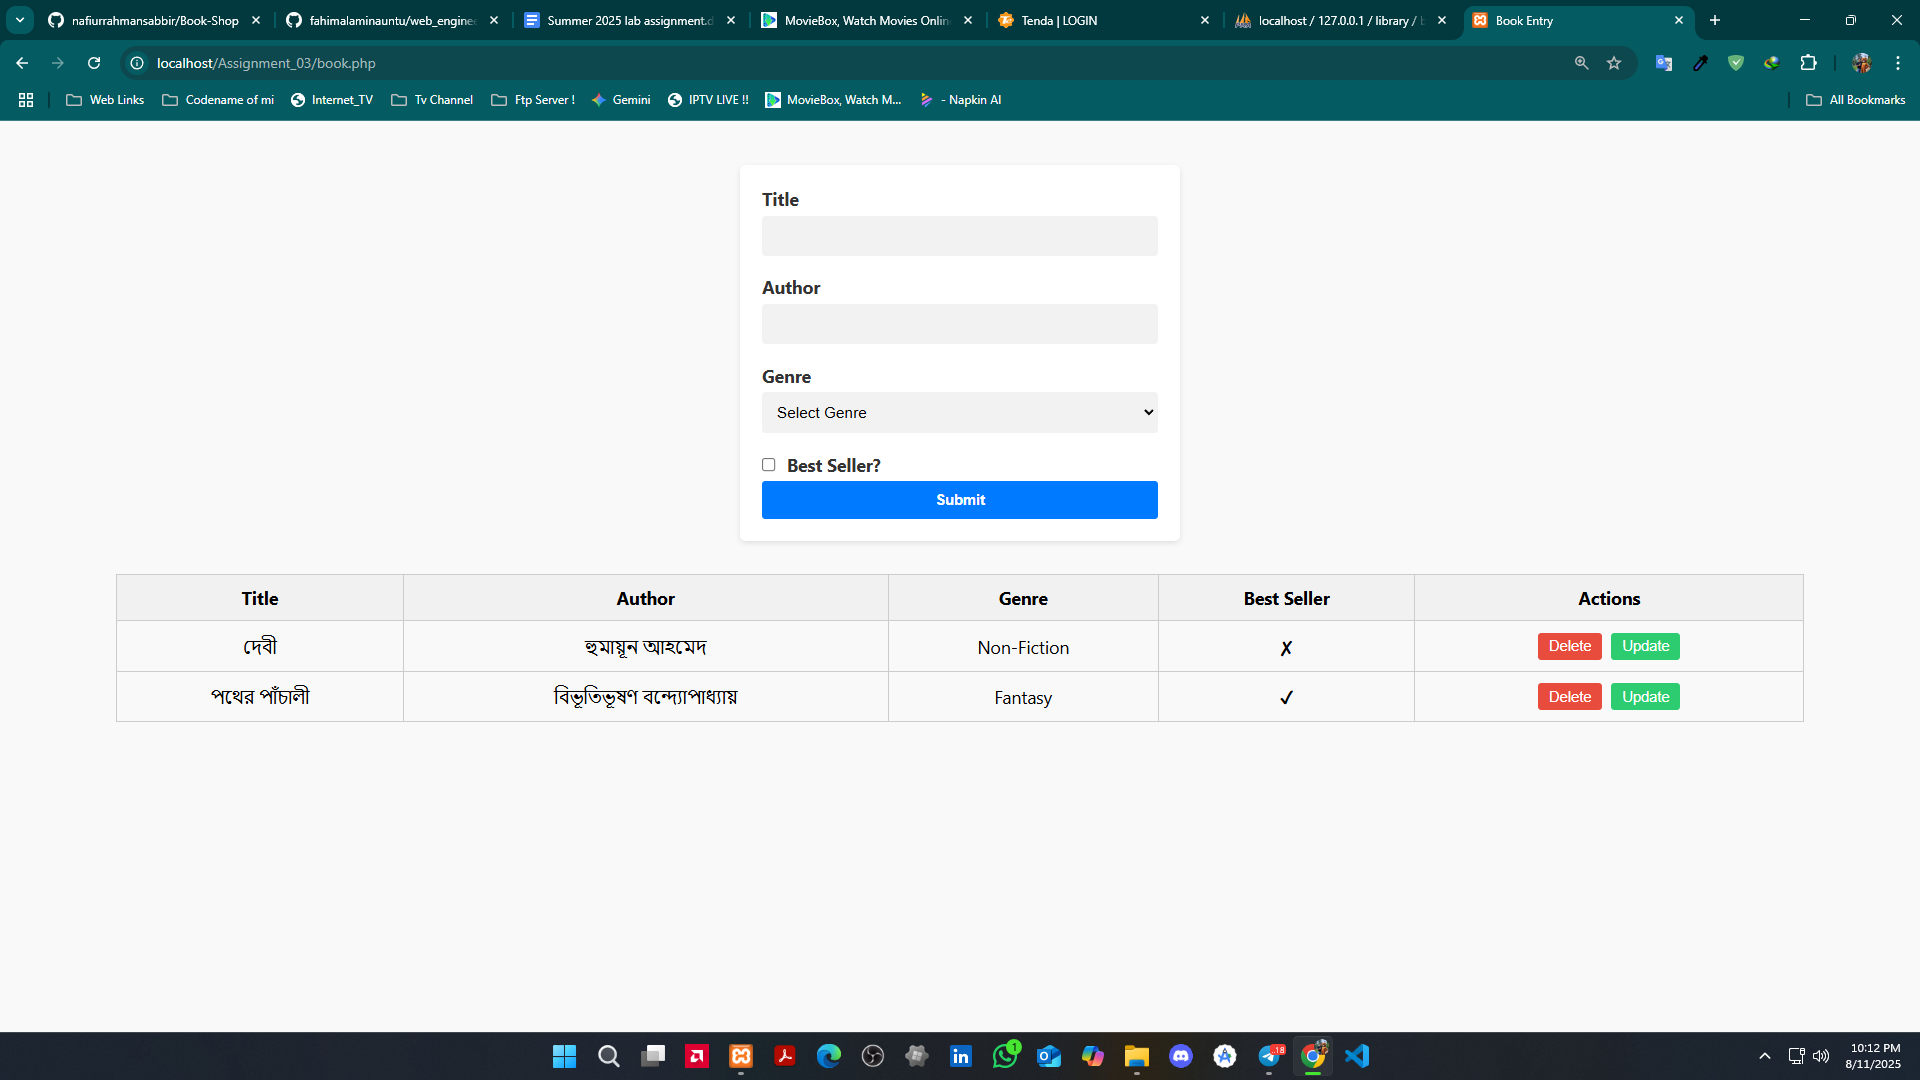 nafiurrahmansabbir/Book-Shop
fahimalaminauntu/web_engine
Summer 2025 lab assignment.d
MovieBox, Watch Movies Onlin
Tenda | LOGIN
localhost / 127.0.0.1 / library / b
Book Entry
localhost/Assignment_03/book.php
Web Links
Codename of mi
Internet_TV
Tv Channel
Ftp Server !
Gemini
IPTV LIVE !!
MovieBox, Watch M...
- Napkin AI
All Bookmarks
Title
Author
Genre
Select Genre
Best Seller?
Submit
Title Author Genre Best Seller Actions
দেবী হুমায়ূন আহমেদ Non-Fiction ✗ Delete Update
পথের পাঁচালী বিভূতিভূষণ বন্দ্যোপাধ্যায় Fantasy ✓ Delete Update
1
18
10:12 PM
8/11/2025